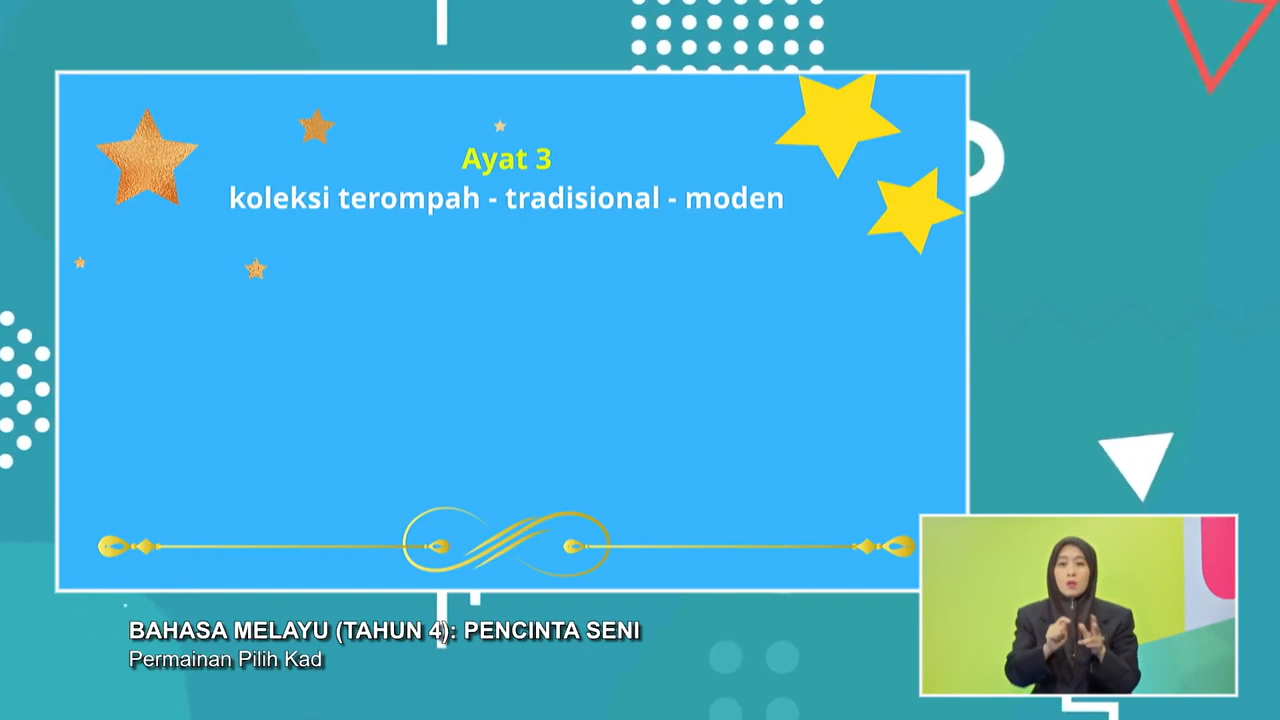 Ayat 3
koleksi terompah - tradisional - moden
BAHASA MELAYU (TAHUN 4): PENCINTA SENI
Permainan Pilih Kad